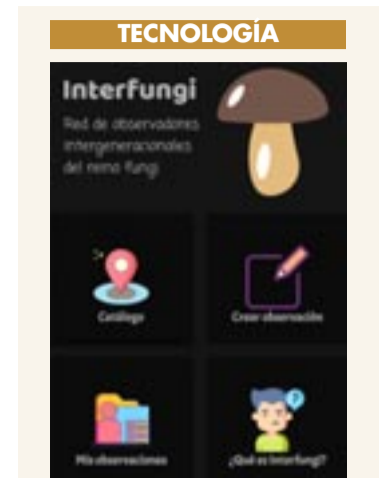 TECNOLOGÍA
Interfungi
Red de observadores
intergeneracionales
del reino fungi
Catálogo
Crear observación
Mis observaciones
¿Qué es Interfungi?